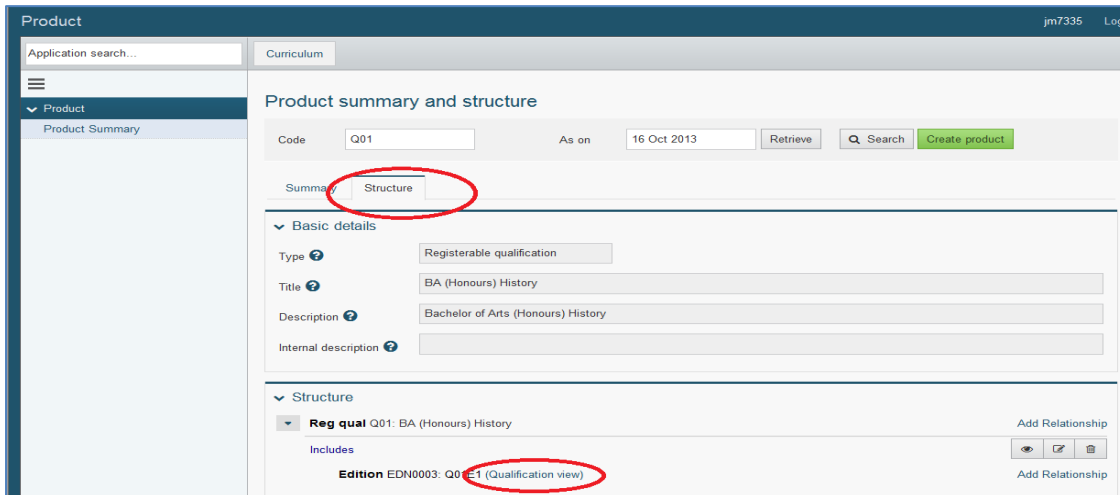 Product jm7335 Log
Application search... Curriculum
Product
Product Summary
Product summary and structure
Code Q01 As on 16 Oct 2013 Retrieve Search Create product
Summary Structure
Basic details
Type Registerable qualification
Title BA (Honours) History
Description Bachelor of Arts (Honours) History
Internal description
Structure
Reg qual Q01: BA (Honours) History Add Relationship
Includes
Edition EDN0003: Q01E1 (Qualification view) Add Relationship